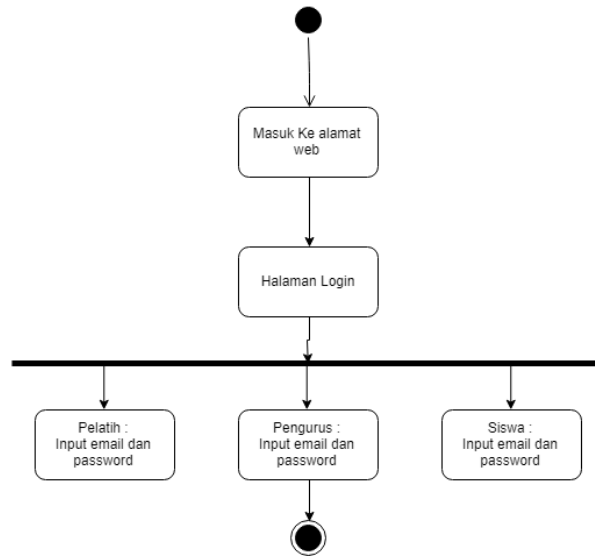 Masuk Ke alamat
web
Halaman Login
Pelatih :
Input email dan
password
Pengurus :
Input email dan
password
Siswa :
Input email dan
password